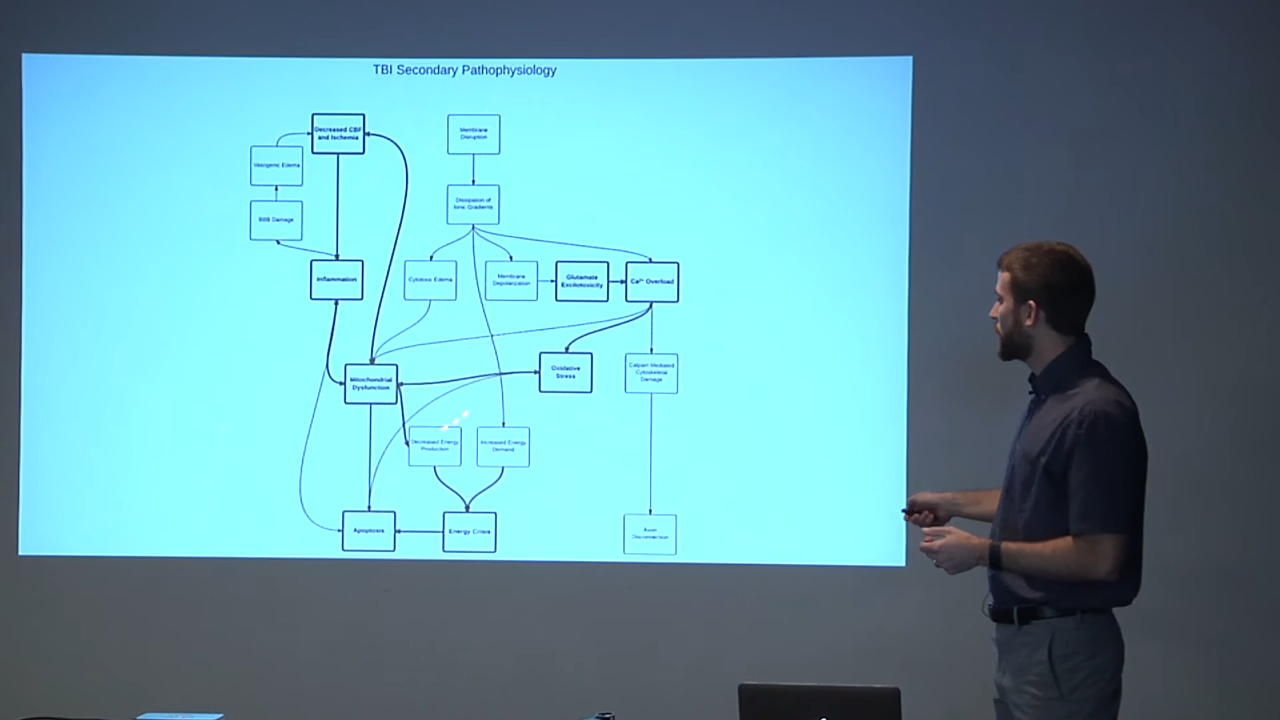 TBI Secondary Pathophysiology
Decreased CBF
and Ischemia
Membrane
Disruption
Vasogenic Edema
Dissipation of
Ionic Gradients
BBB Damage
Inflammation
Cytotoxic Edema
Membrane
Depolarization
Glutamate
Excitotoxicity
Ca²⁺ Overload
Mitochondrial
Dysfunction
Oxidative
Stress
Calpain Mediated
Cytoskeletal
Damage
Decreased Energy
Production
Increased Energy
Demand
Apoptosis
Energy Crisis
Axon
Disconnection